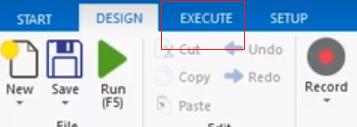 START DESIGN EXECUTE SETUP
Cut Undo
New Save Run Copy Redo Record
(F5) Paste
File Edit